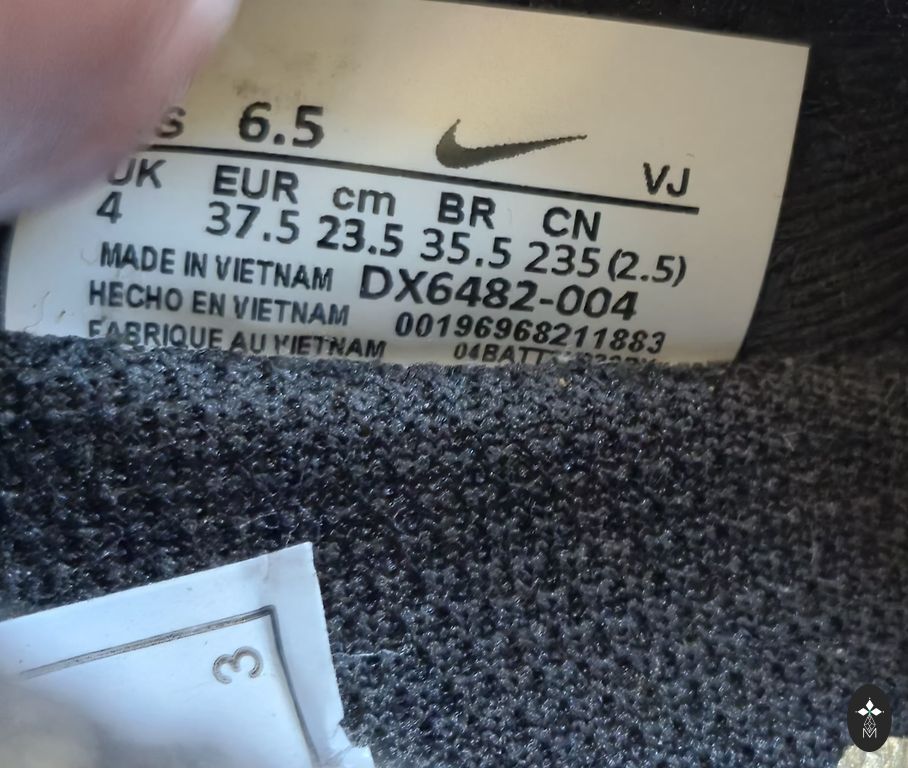 6.5
VJ
UK EUR cm BR CN
4 37.5 23.5 35.5 235 (2.5)
MADE IN VIETNAM DX6482-004
HECHO EN VIETNAM 00196968211883
FABRIQUE AU VIETNAM
3
M